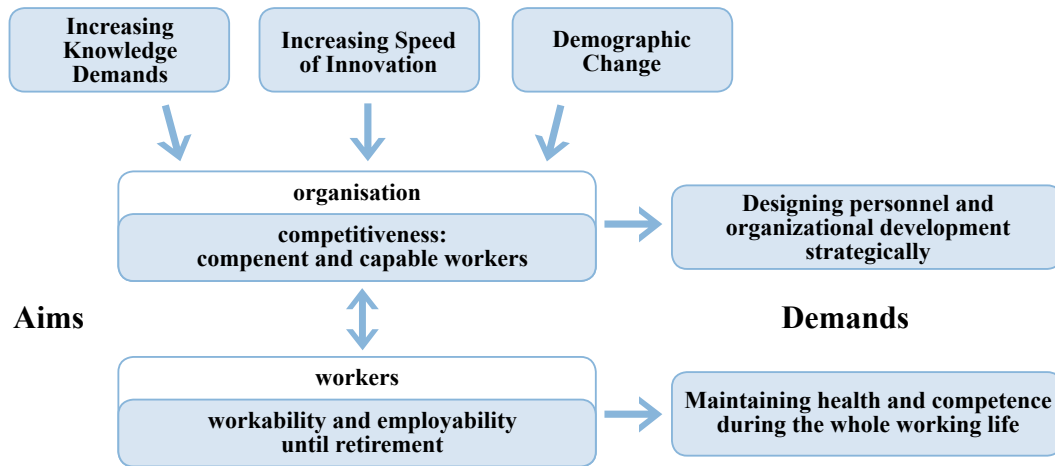 Increasing
Knowledge
Demands
Increasing Speed
of Innovation
Demographic
Change
organisation
competitiveness:
compenent and capable workers
Designing personnel and
organizational development
strategically
Aims
Demands
workers
workability and employability
until retirement
Maintaining health and competence
during the whole working life